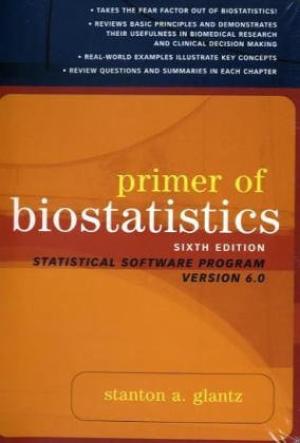 • TAKES THE FEAR FACTOR OUT OF BIOSTATISTICS!
• REVIEWS BASIC PRINCIPLES AND DEMONSTRATES
THEIR USEFULNESS IN BIOMEDICAL RESEARCH
AND CLINICAL DECISION MAKING
• REAL-WORLD EXAMPLES ILLUSTRATE KEY CONCEPTS
• REVIEW QUESTIONS AND SUMMARIES IN EACH CHAPTER
primer of
biostatistics
SIXTH EDITION
STATISTICAL SOFTWARE PROGRAM
VERSION 6.0
stanton a. glantz